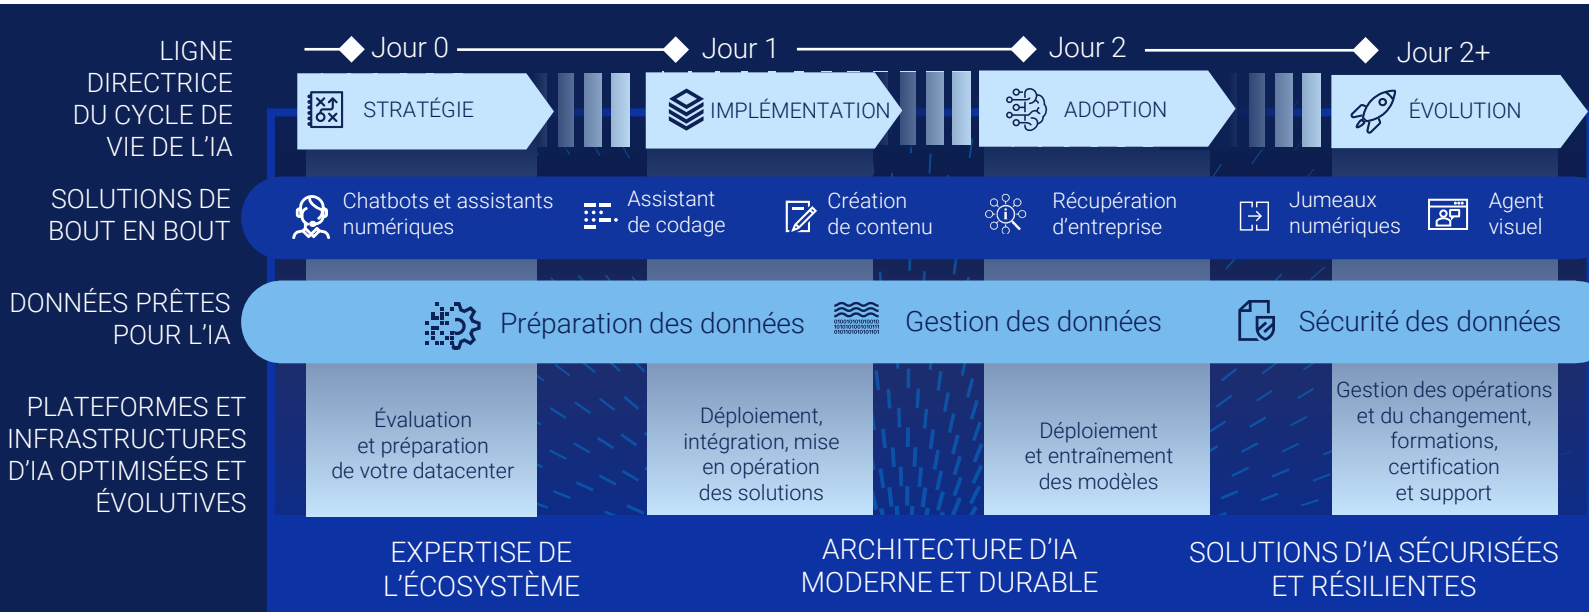 LIGNE
DIRECTRICE
DU CYCLE DE
VIE DE L'IA
Jour 0
Jour 1
Jour 2
Jour 2+
STRATÉGIE
IMPLÉMENTATION
ADOPTION
ÉVOLUTION
SOLUTIONS DE
BOUT EN BOUT
Chatbots et assistants
numériques
Assistant
de codage
Création
de contenu
Récupération
d'entreprise
Jumeaux
numériques
Agent
visuel
DONNÉES PRÊTES
POUR L'IA
Préparation des données
Gestion des données
Sécurité des données
PLATEFORMES ET
INFRASTRUCTURES
D'IA OPTIMISÉES ET
ÉVOLUTIVES
Évaluation
et préparation
de votre datacenter
Déploiement,
intégration, mise
en opération
des solutions
Déploiement
et entraînement
des modèles
Gestion des opérations
et du changement,
formations,
certification
et support
EXPERTISE DE
L'ÉCOSYSTÈME
ARCHITECTURE D'IA
MODERNE ET DURABLE
SOLUTIONS D'IA SÉCURISÉES
ET RÉSILIENTES